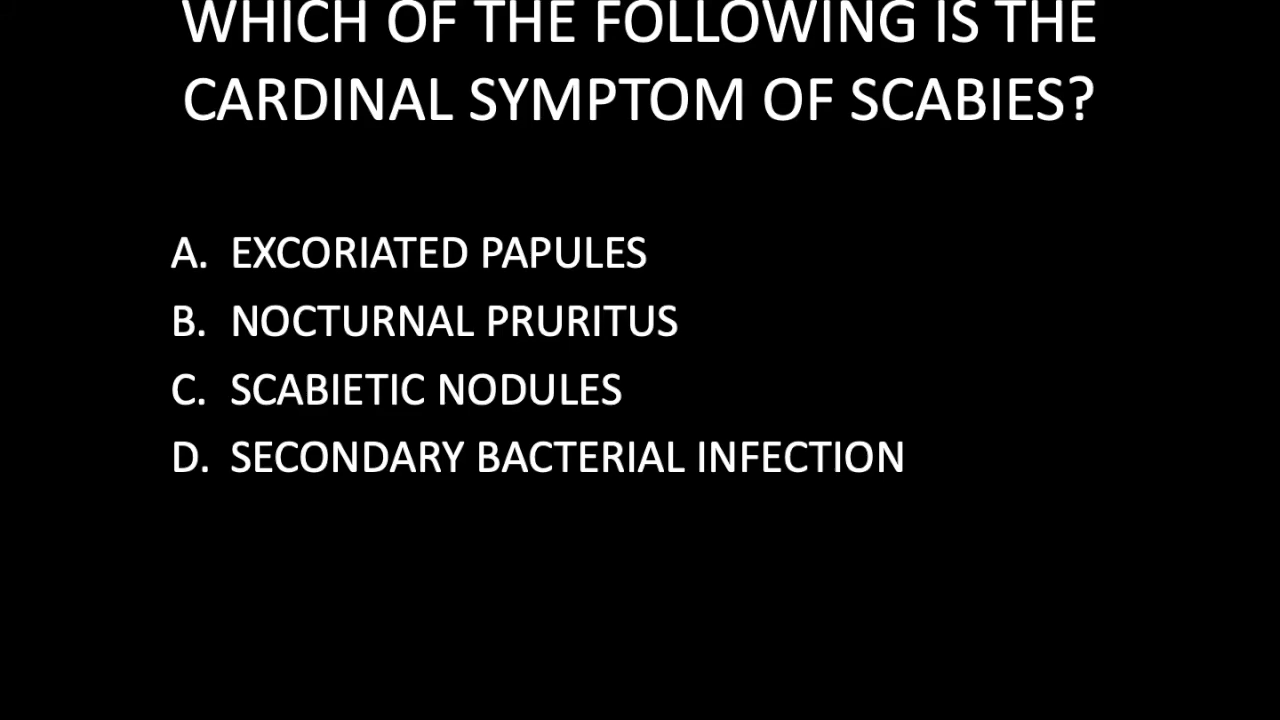 WHICH OF THE FOLLOWING IS THE
CARDINAL SYMPTOM OF SCABIES?
A. EXCORIATED PAPULES
B. NOCTURNAL PRURITUS
C. SCABIETIC NODULES
D. SECONDARY BACTERIAL INFECTION